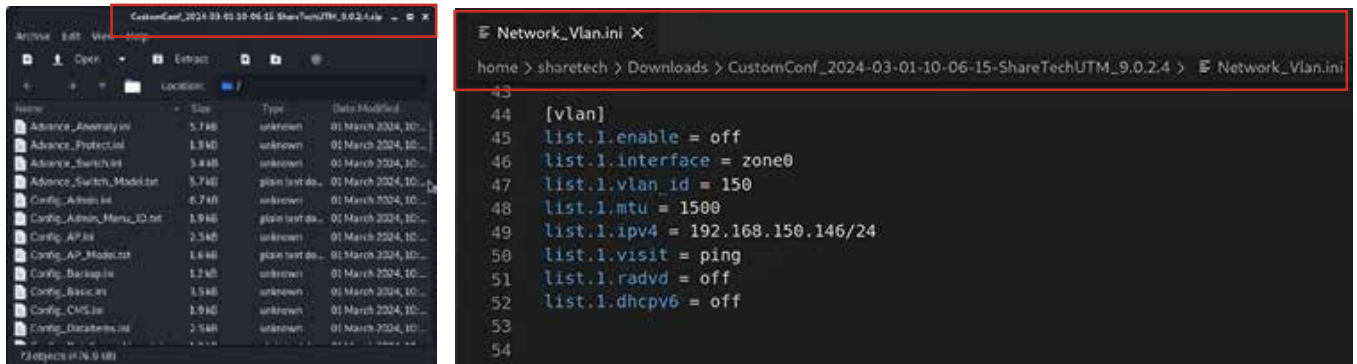 CustomConf_2024-03-01-10-06-15-ShareTechUTM_9.0.2.4.zip
Archive Edit View Help
Open Extract
Location: /
Name Size Type Date Modified
Advance_Anomaly.ini 5.7 kB unknown 01 March 2024, 10:...
Advance_Protect.ini 1.9 kB unknown 01 March 2024, 10:...
Advance_Switch.ini 3.4 kB unknown 01 March 2024, 10:...
Advance_Switch_Model.txt 5.7 kB plain text do... 01 March 2024, 10:...
Config_Admin.ini 6.7 kB unknown 01 March 2024, 10:...
Config_Admin_Menu_ID.txt 1.9 kB plain text do... 01 March 2024, 10:...
Config_AP.ini 2.5 kB unknown 01 March 2024, 10:...
Config_AP_Model.txt 1.6 kB plain text do... 01 March 2024, 10:...
Config_Backup.ini 1.2 kB unknown 01 March 2024, 10:...
Config_Basic.ini 3.5 kB unknown 01 March 2024, 10:...
Config_CMS.ini 1.9 kB unknown 01 March 2024, 10:...
Config_DataItems.ini 2.5 kB unknown 01 March 2024, 10:...
73 objects (476.9 kB)
Network_Vlan.ini ×
home > sharetech > Downloads > CustomConf_2024-03-01-10-06-15-ShareTechUTM_9.0.2.4 > Network_Vlan.ini
43
44 [vlan]
45 list.1.enable = off
46 list.1.interface = zone0
47 list.1.vlan_id = 150
48 list.1.mtu = 1500
49 list.1.ipv4 = 192.168.150.146/24
50 list.1.visit = ping
51 list.1.radvd = off
52 list.1.dhcpv6 = off
53
54